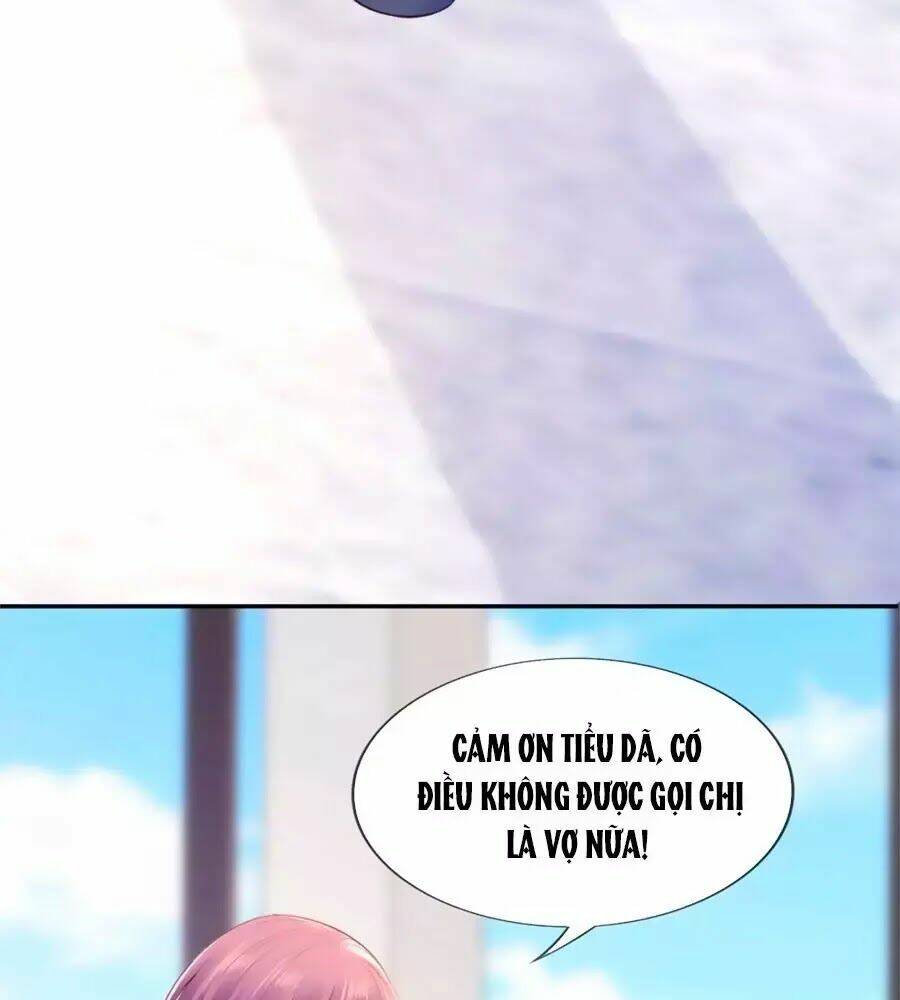 CẢM ƠN TIỂU DÃ, CÓ
ĐIỀU KHÔNG ĐƯỢC GỌI CHỊ
LÀ VỢ NỮA!